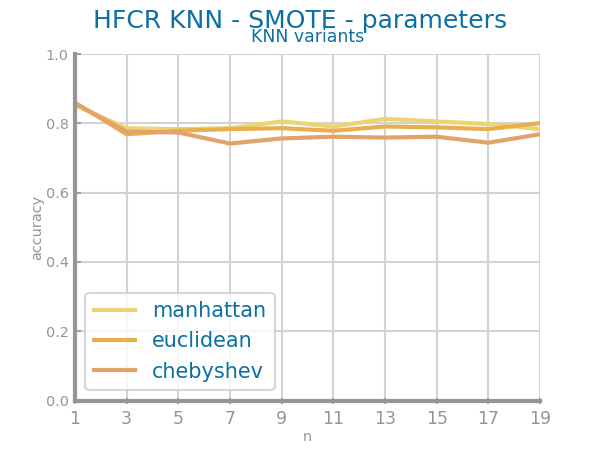 HFCR KNN - SMOTE - parameters
KNN variants
1.0
0.8
0.6
0.4
0.2
0.0
accuracy
manhattan
euclidean
chebyshev
1 3 5 7 9 11 13 15 17 19
n